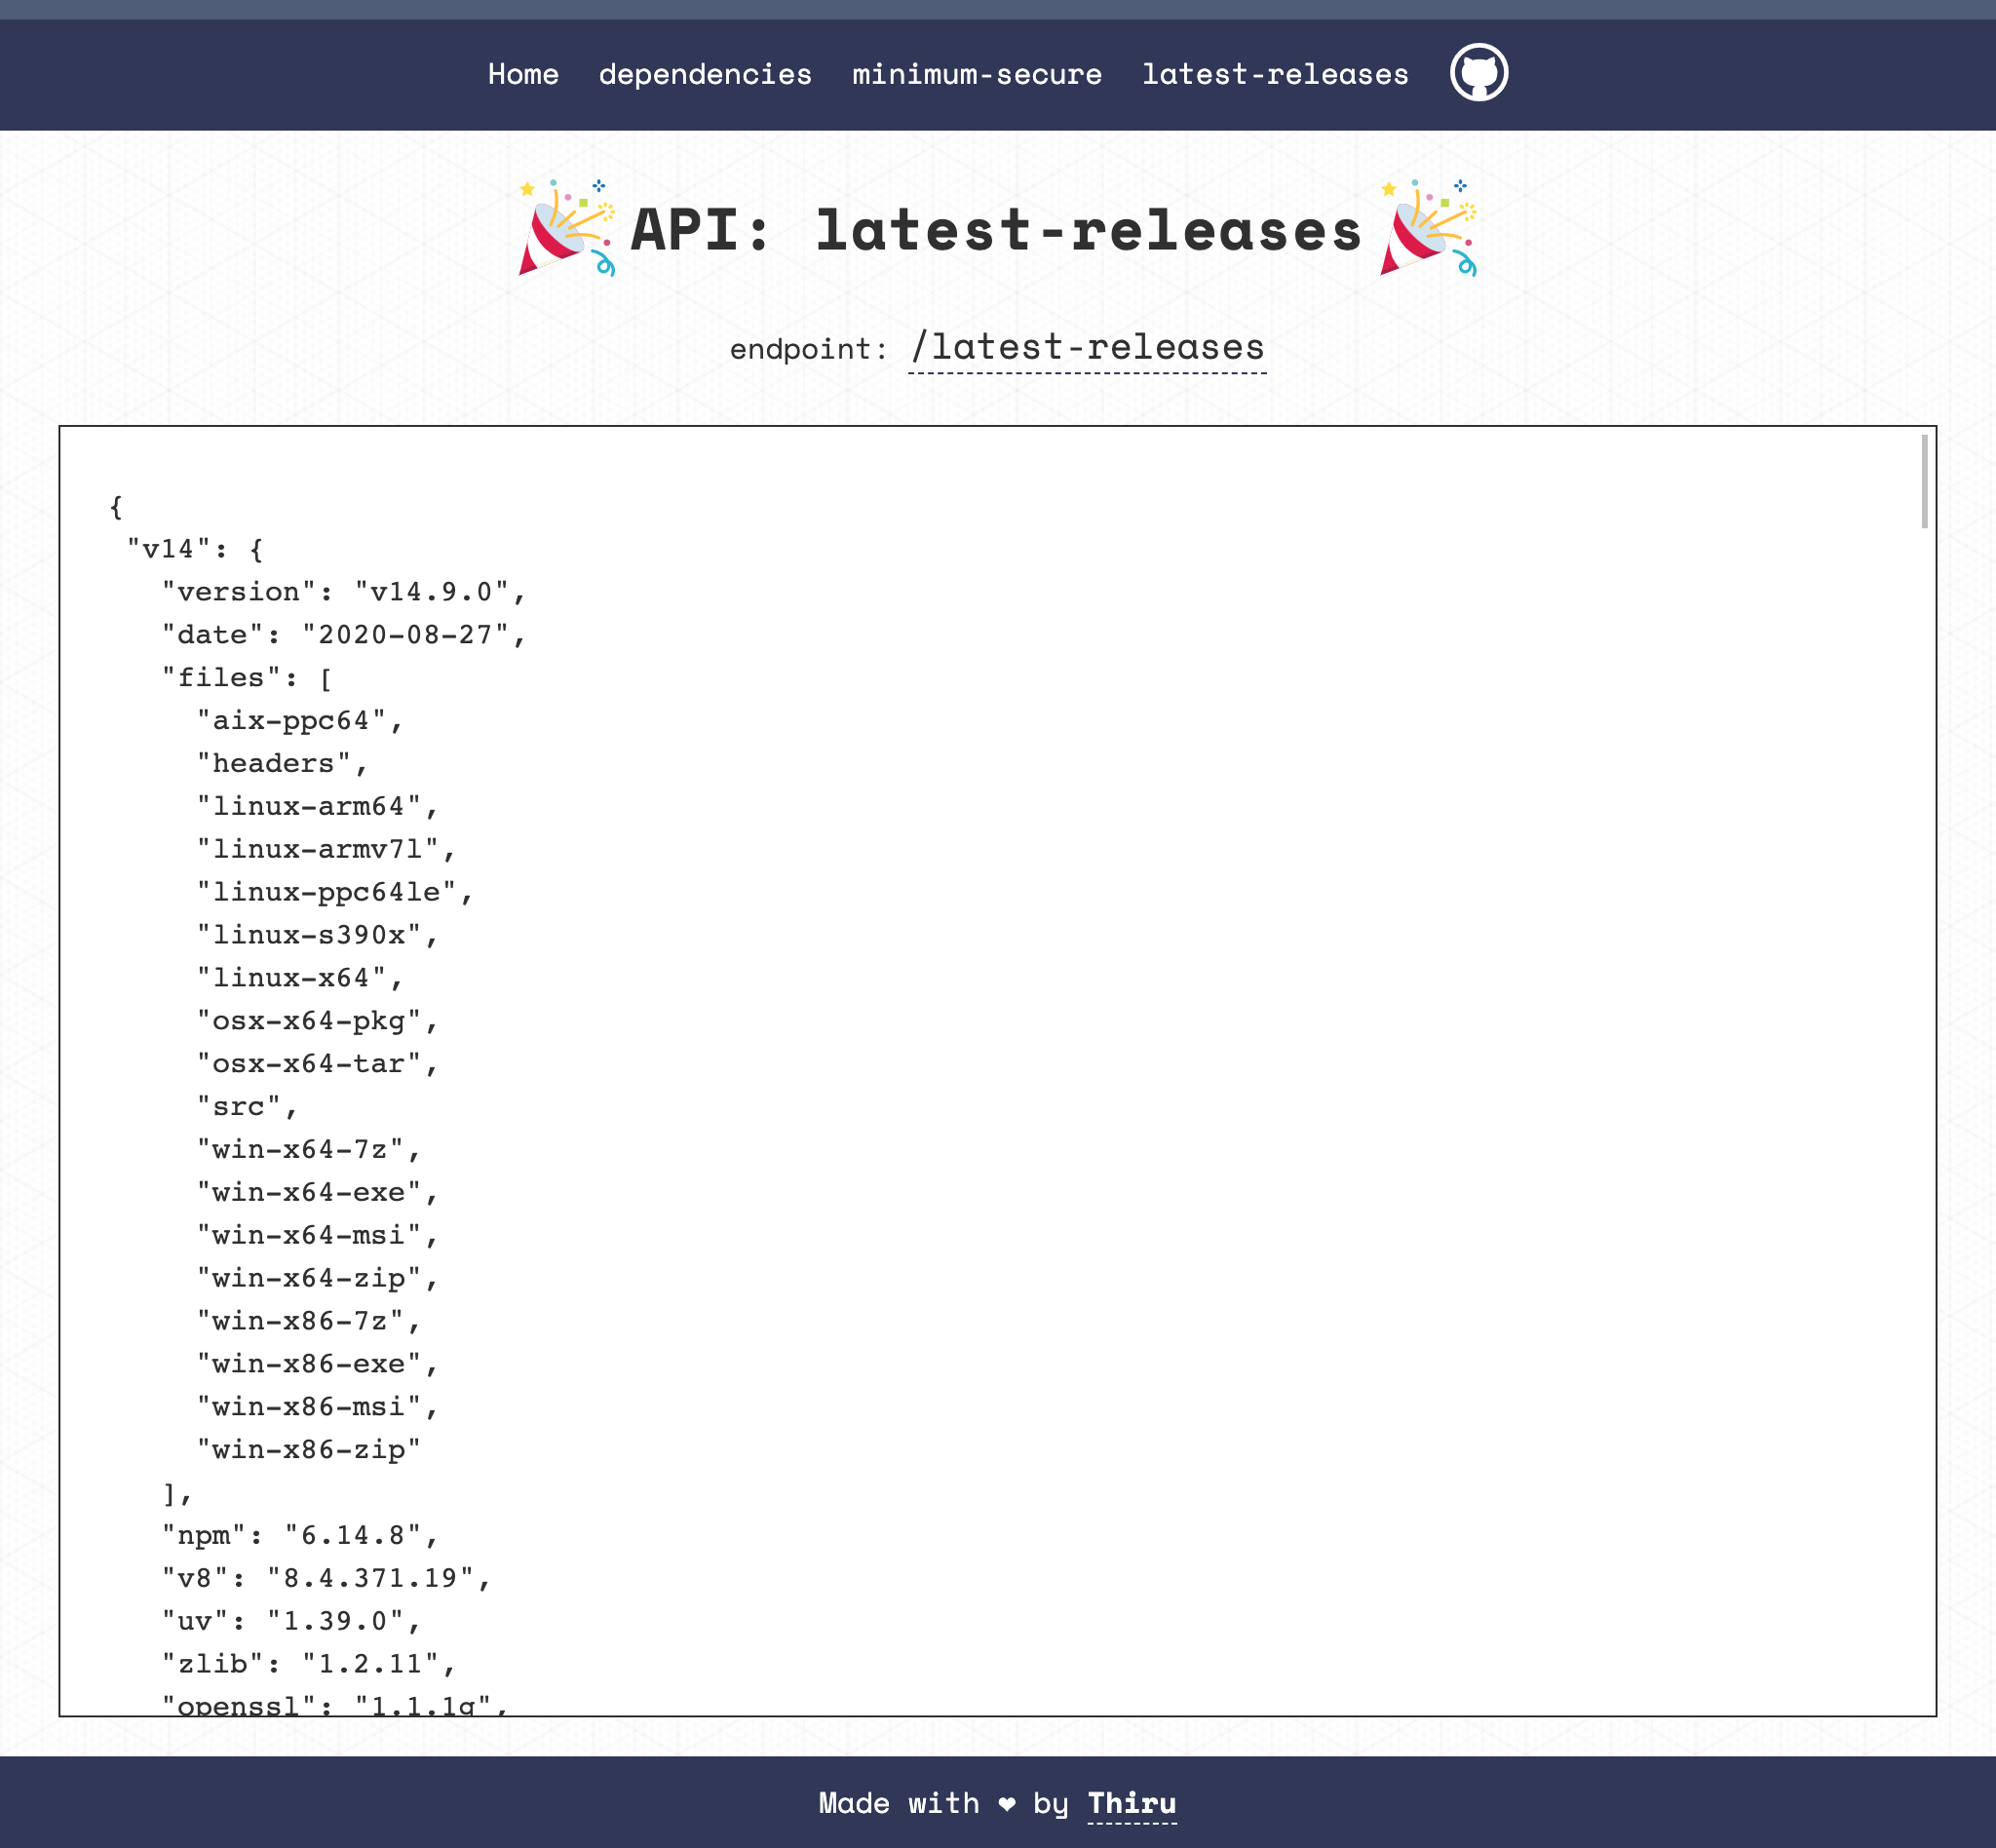 Home dependencies minimum-secure latest-releases
API: latest-releases
endpoint: /latest-releases
{
"v14": {
"version": "v14.9.0",
"date": "2020-08-27",
"files": [
"aix-ppc64",
"headers",
"linux-arm64",
"linux-armv7l",
"linux-ppc64le",
"linux-s390x",
"linux-x64",
"osx-x64-pkg",
"osx-x64-tar",
"src",
"win-x64-7z",
"win-x64-exe",
"win-x64-msi",
"win-x64-zip",
"win-x86-7z",
"win-x86-exe",
"win-x86-msi",
"win-x86-zip"
],
"npm": "6.14.8",
"v8": "8.4.371.19",
"uv": "1.39.0",
"zlib": "1.2.11",
"openssl": "1.1.1g",
Made with ❤ by Thiru